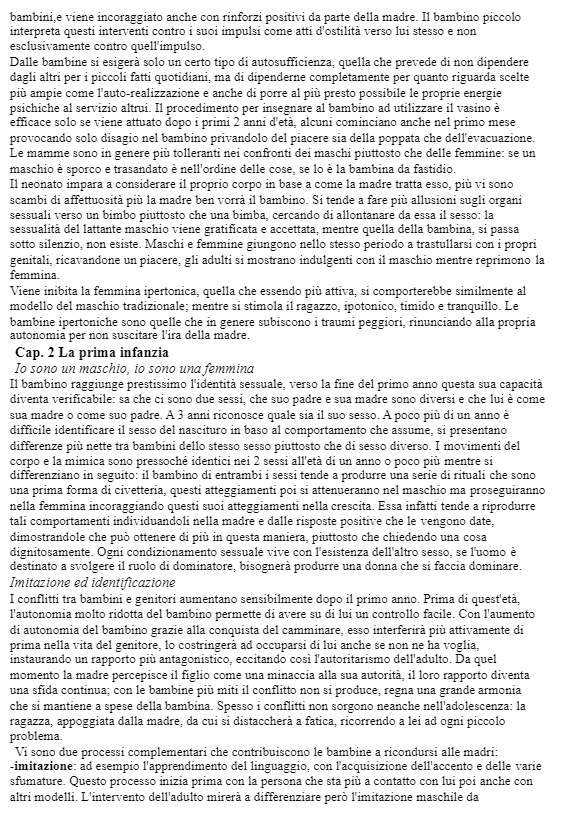 bambini,e viene incoraggiato anche con rinforzi positivi da parte della madre. Il bambino piccolo
interpreta questi interventi contro i suoi impulsi come atti d'ostilità verso lui stesso e non
esclusivamente contro quell'impulso.
Dalle bambine si esigerà solo un certo tipo di autosufficienza, quella che prevede di non dipendere
dagli altri per i piccoli fatti quotidiani, ma di dipenderne completamente per quanto riguarda scelte
più ampie come l'auto-realizzazione e anche di porre al più presto possibile le proprie energie
psichiche al servizio altrui. Il procedimento per insegnare al bambino ad utilizzare il vasino è
efficace solo se viene attuato dopo i primi 2 anni d'età, alcuni cominciano anche nel primo mese
provocando solo disagio nel bambino privandolo del piacere sia della poppata che dell'evacuazione.
Le mamme sono in genere più tolleranti nei confronti dei maschi piuttosto che delle femmine: se un
maschio è sporco e trasandato è nell'ordine delle cose, se lo è la bambina da fastidio.
Il neonato impara a considerare il proprio corpo in base a come la madre tratta esso, più vi sono
scambi di affettuosità più la madre ben vorrà il bambino. Si tende a fare più allusioni sugli organi
sessuali verso un bimbo piuttosto che una bimba, cercando di allontanare da essa il sesso: la
sessualità del lattante maschio viene gratificata e accettata, mentre quella della bambina, si passa
sotto silenzio, non esiste. Maschi e femmine giungono nello stesso periodo a trastullarsi con i propri
genitali, ricavandone un piacere, gli adulti si mostrano indulgenti con il maschio mentre reprimono la
femmina.
Viene inibita la femmina ipertonica, quella che essendo più attiva, si comporterebbe similmente al
modello del maschio tradizionale; mentre si stimola il ragazzo, ipotonico, timido e tranquillo. Le
bambine ipertoniche sono quelle che in genere subiscono i traumi peggiori, rinunciando alla propria
autonomia per non suscitare l'ira della madre.
Cap. 2 La prima infanzia
Io sono un maschio, io sono una femmina
Il bambino raggiunge prestissimo l'identità sessuale, verso la fine del primo anno questa sua capacità
diventa verificabile: sa che ci sono due sessi, che suo padre e sua madre sono diversi e che lui è come
sua madre o come suo padre. A 3 anni riconosce quale sia il suo sesso. A poco più di un anno è
difficile identificare il sesso del nascituro in baso al comportamento che assume, si presentano
differenze più nette tra bambini dello stesso sesso piuttosto che di sesso diverso. I movimenti del
corpo e la mimica sono pressoché identici nei 2 sessi all'età di un anno o poco più mentre si
differenziano in seguito: il bambino di entrambi i sessi tende a produrre una serie di rituali che sono
una prima forma di civetteria, questi atteggiamenti poi si attenueranno nel maschio ma proseguiranno
nella femmina incoraggiando questi suoi atteggiamenti nella crescita. Essa infatti tende a riprodurre
tali comportamenti individuandoli nella madre e dalle risposte positive che le vengono date,
dimostrandole che può ottenere di più in questa maniera, piuttosto che chiedendo una cosa
dignitosamente. Ogni condizionamento sessuale vive con l'esistenza dell'altro sesso, se l'uomo è
destinato a svolgere il ruolo di dominatore, bisognerà produrre una donna che si faccia dominare.
Imitazione ed identificazione
I conflitti tra bambini e genitori aumentano sensibilmente dopo il primo anno. Prima di quest'età,
l'autonomia molto ridotta del bambino permette di avere su di lui un controllo facile. Con l'aumento
di autonomia del bambino grazie alla conquista del camminare, esso interferirà più attivamente di
prima nella vita del genitore, lo costringerà ad occuparsi di lui anche se non ne ha voglia,
instaurando un rapporto più antagonistico, eccitando così l'autoritarismo dell'adulto. Da quel
momento la madre percepisce il figlio come una minaccia alla sua autorità, il loro rapporto diventa
una sfida continua; con le bambine più miti il conflitto non si produce, regna una grande armonia
che si mantiene a spese della bambina. Spesso i conflitti non sorgono neanche nell'adolescenza: la
ragazza, appoggiata dalla madre, da cui si distaccherà a fatica, ricorrendo a lei ad ogni piccolo
problema.
Vi sono due processi complementari che contribuiscono le bambine a ricondursi alle madri:
-imitazione: ad esempio l'apprendimento del linguaggio, con l'acquisizione dell'accento e delle varie
sfumature. Questo processo inizia prima con la persona che sta più a contatto con lui poi anche con
altri modelli. L'intervento dell'adulto mirerà a differenziare però l'imitazione maschile da